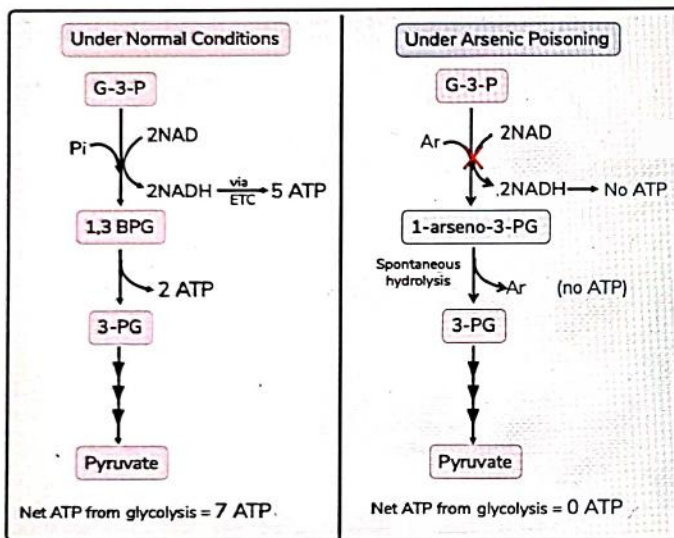 Under Normal Conditions
G-3-P
Pi
2NAD
2NADH
via
ETC
5 ATP
1,3 BPG
2 ATP
3-PG
Pyruvate
Net ATP from glycolysis = 7 ATP.
Under Arsenic Poisoning
G-3-P
Ar
2NAD
.2NADH
No ATP
1-arseno-3-PG
Spontaneous
hydrolysis
Ar
(no ATP)
3-PG
Pyruvate
Net ATP from glycolysis = 0 ATP